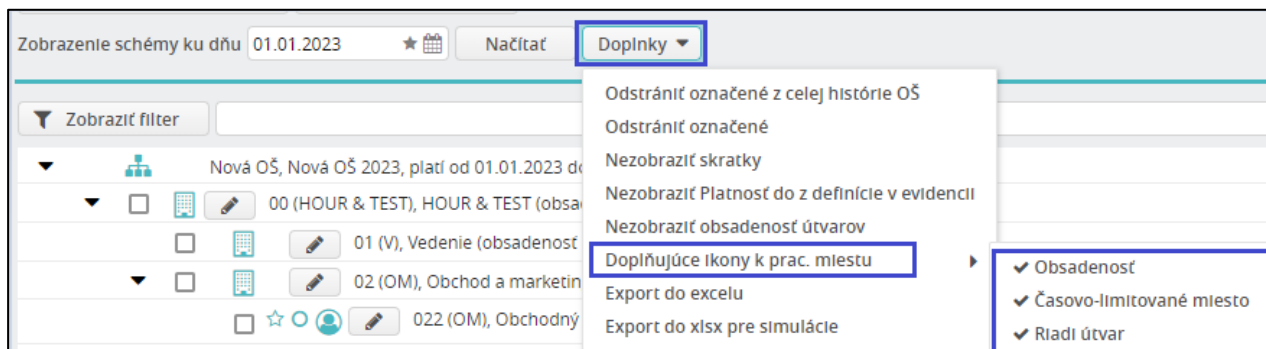 Zobrazenie schémy ku dňu 01.01.2023 Načítať Doplnky
Odstrániť označené z celej histórie OŠ
Zobraziť filter
Odstrániť označené
Nezobraziť skratky
Nová OŠ, Nová OŠ 2023, platí od 01.01.2023 do
Nezobraziť Platnosť do z definície v evidencii
00 (HOUR & TEST), HOUR & TEST (obsa
Nezobraziť obsadenosť útvarov
01 (V), Vedenie (obsadenosť
Doplňujúce ikony k prac. miestu
Obsadenosť
02 (OM), Obchod a marketin
Export do excelu
Časovo-limitované miesto
022 (OM), Obchodný
Export do xlsx pre simulácie
Riadi útvar